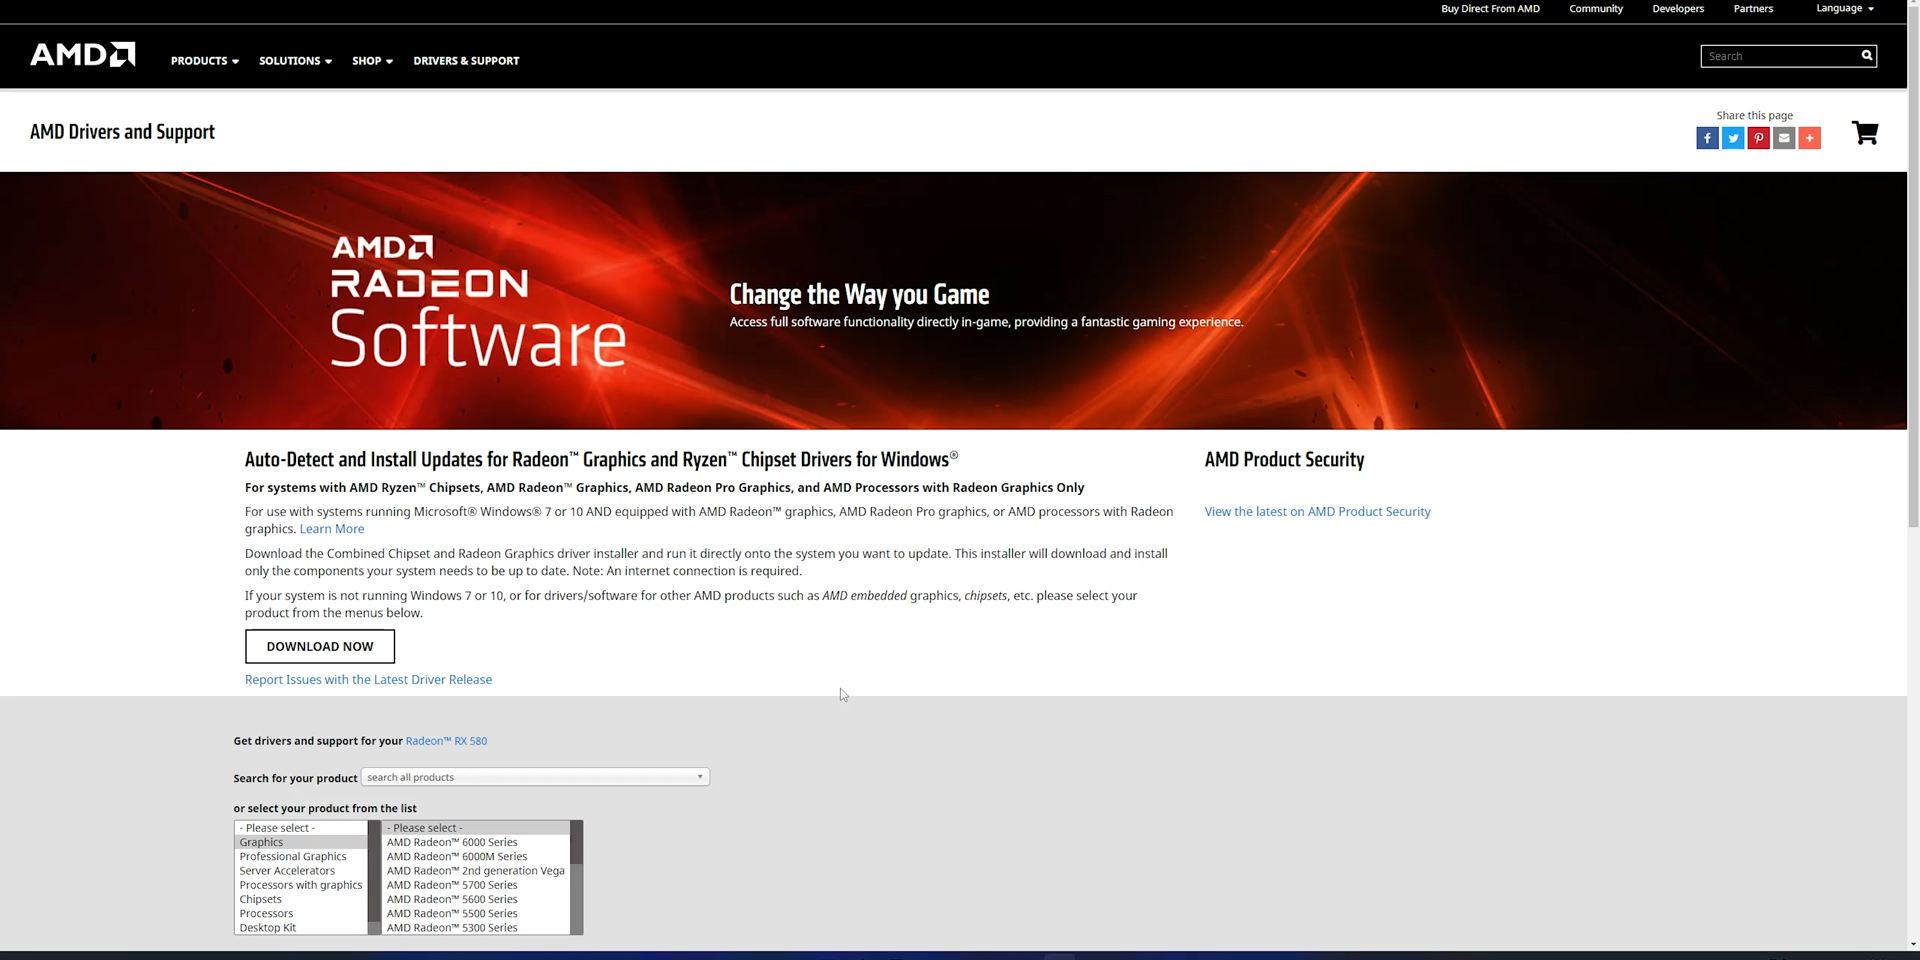 Buy Direct From AMD Community Developers Partners Language
AMD PRODUCTS SOLUTIONS SHOP DRIVERS & SUPPORT Search
Share this page
AMD Drivers and Support
AMD
RADEON
Software
Change the Way you Game
Access full software functionality directly in-game, providing a fantastic gaming experience.
Auto-Detect and Install Updates for Radeon™ Graphics and Ryzen™ Chipset Drivers for Windows®
For systems with AMD Ryzen™ Chipsets, AMD Radeon™ Graphics, AMD Radeon Pro Graphics, and AMD Processors with Radeon Graphics Only
For use with systems running Microsoft® Windows® 7 or 10 AND equipped with AMD Radeon™ graphics, AMD Radeon Pro graphics, or AMD processors with Radeon
graphics. Learn More
Download the Combined Chipset and Radeon Graphics driver installer and run it directly onto the system you want to update. This installer will download and install
only the components your system needs to be up to date. Note: An internet connection is required.
If your system is not running Windows 7 or 10, or for drivers/software for other AMD products such as AMD embedded graphics, chipsets, etc. please select your
product from the menus below.
DOWNLOAD NOW
Report Issues with the Latest Driver Release
AMD Product Security
View the latest on AMD Product Security
Get drivers and support for your Radeon™ RX 580
Search for your product search all products
or select your product from the list
- Please select -
Graphics
Professional Graphics
Server Accelerators
Processors with graphics
Chipsets
Processors
Desktop Kit
- Please select -
AMD Radeon™ 6000 Series
AMD Radeon™ 6000M Series
AMD Radeon™ 2nd generation Vega
AMD Radeon™ 5700 Series
AMD Radeon™ 5600 Series
AMD Radeon™ 5500 Series
AMD Radeon™ 5300 Series